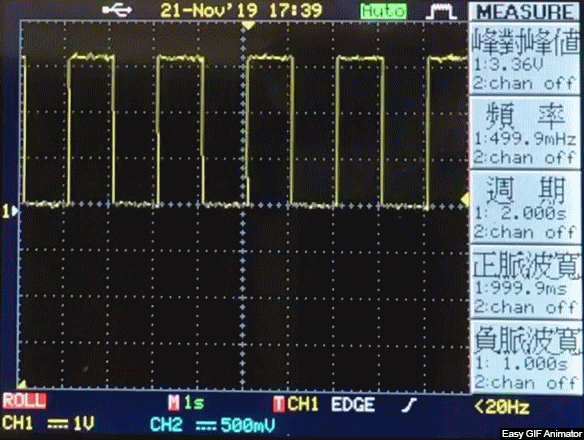 21-Nov'19 17:39 Auto MEASURE
峰對峰值
1:3.36V
2:chan off
頻 率
1:499.9mHz
2:chan off
週 期
1: 2.000s
2:chan off
正脈波寬
1:999.9ms
2:chan off
負脈波寬
1: 1.000s
2:chan off
1
ROLL M 1s T CH1 EDGE <20Hz
CH1 1V CH2 500mV
Easy GIF Animator